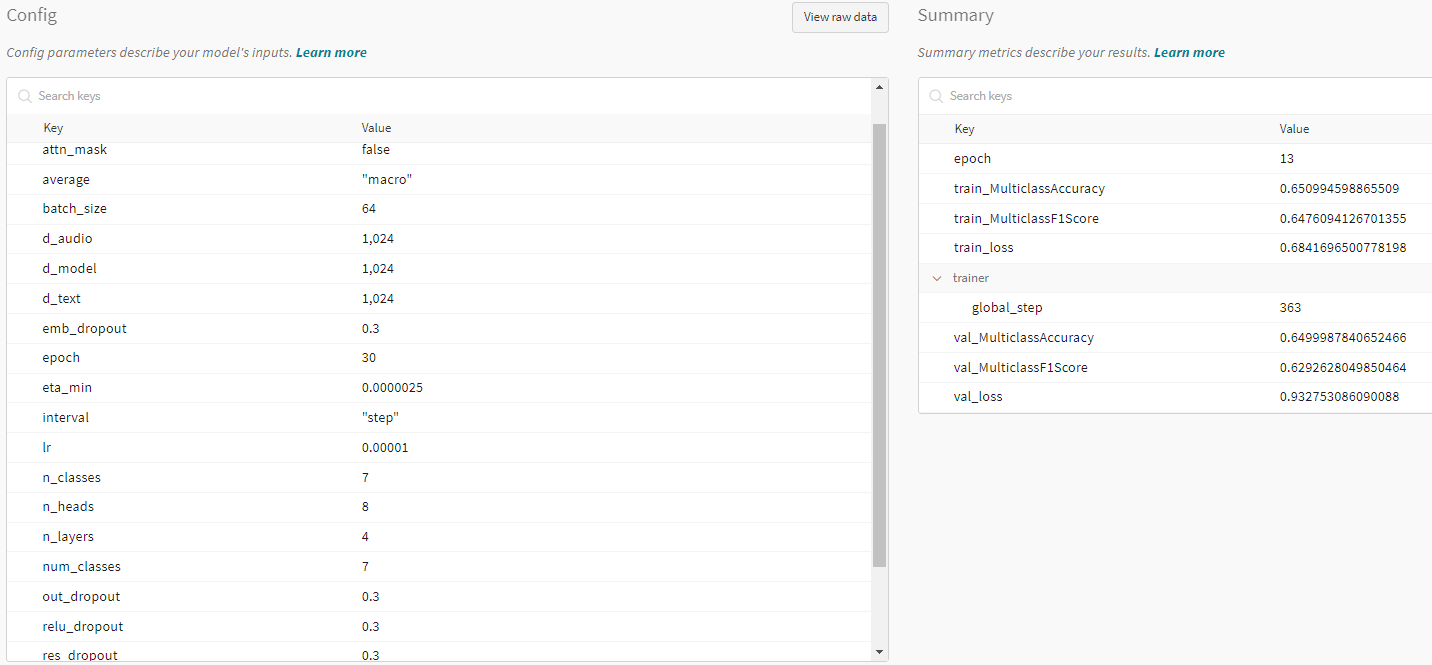 Config
View raw data
Config parameters describe your model's inputs. Learn more
Search keys
Key Value
attn_mask false
average "macro"
batch_size 64
d_audio 1,024
d_model 1,024
d_text 1,024
emb_dropout 0.3
epoch 30
eta_min 0.0000025
interval "step"
lr 0.00001
n_classes 7
n_heads 8
n_layers 4
num_classes 7
out_dropout 0.3
relu_dropout 0.3
res_dropout 0.3
Summary
Summary metrics describe your results. Learn more
Search keys
Key Value
epoch 13
train_MulticlassAccuracy 0.650994598865509
train_MulticlassF1Score 0.6476094126701355
train_loss 0.6841696500778198
trainer
global_step 363
val_MulticlassAccuracy 0.6499987840652466
val_MulticlassF1Score 0.6292628049850464
val_loss 0.932753086090088